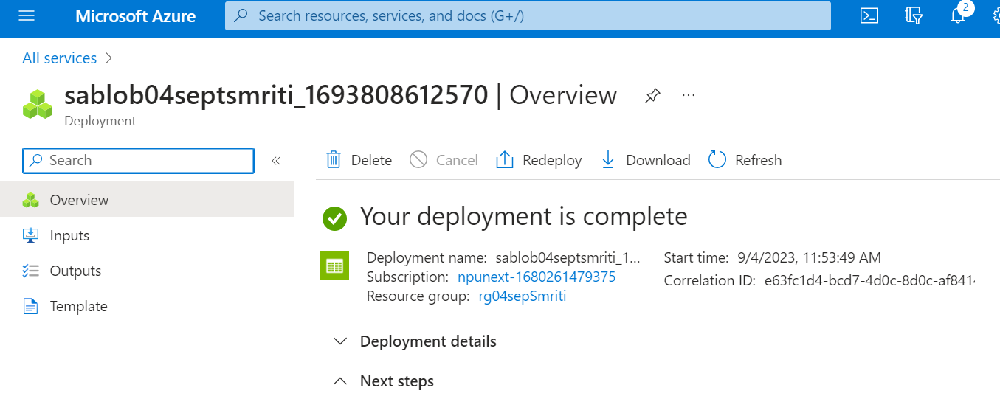 Microsoft Azure
Search resources, services, and docs (G+/)
2
All services
sablob04septsmriti_1693808612570 | Overview
...
Deployment
Search
«
Delete
Cancel
Redeploy
Download
Refresh
Overview
Inputs
Outputs
Template
Your deployment is complete
Deployment name: sablob04septsmriti_1...
Start time: 9/4/2023, 11:53:49 AM
Subscription: npunext-1680261479375
Correlation ID: e63fc1d4-bcd7-4d0c-8d0c-af841
Resource group: rg04sepSmriti
Deployment details
Next steps